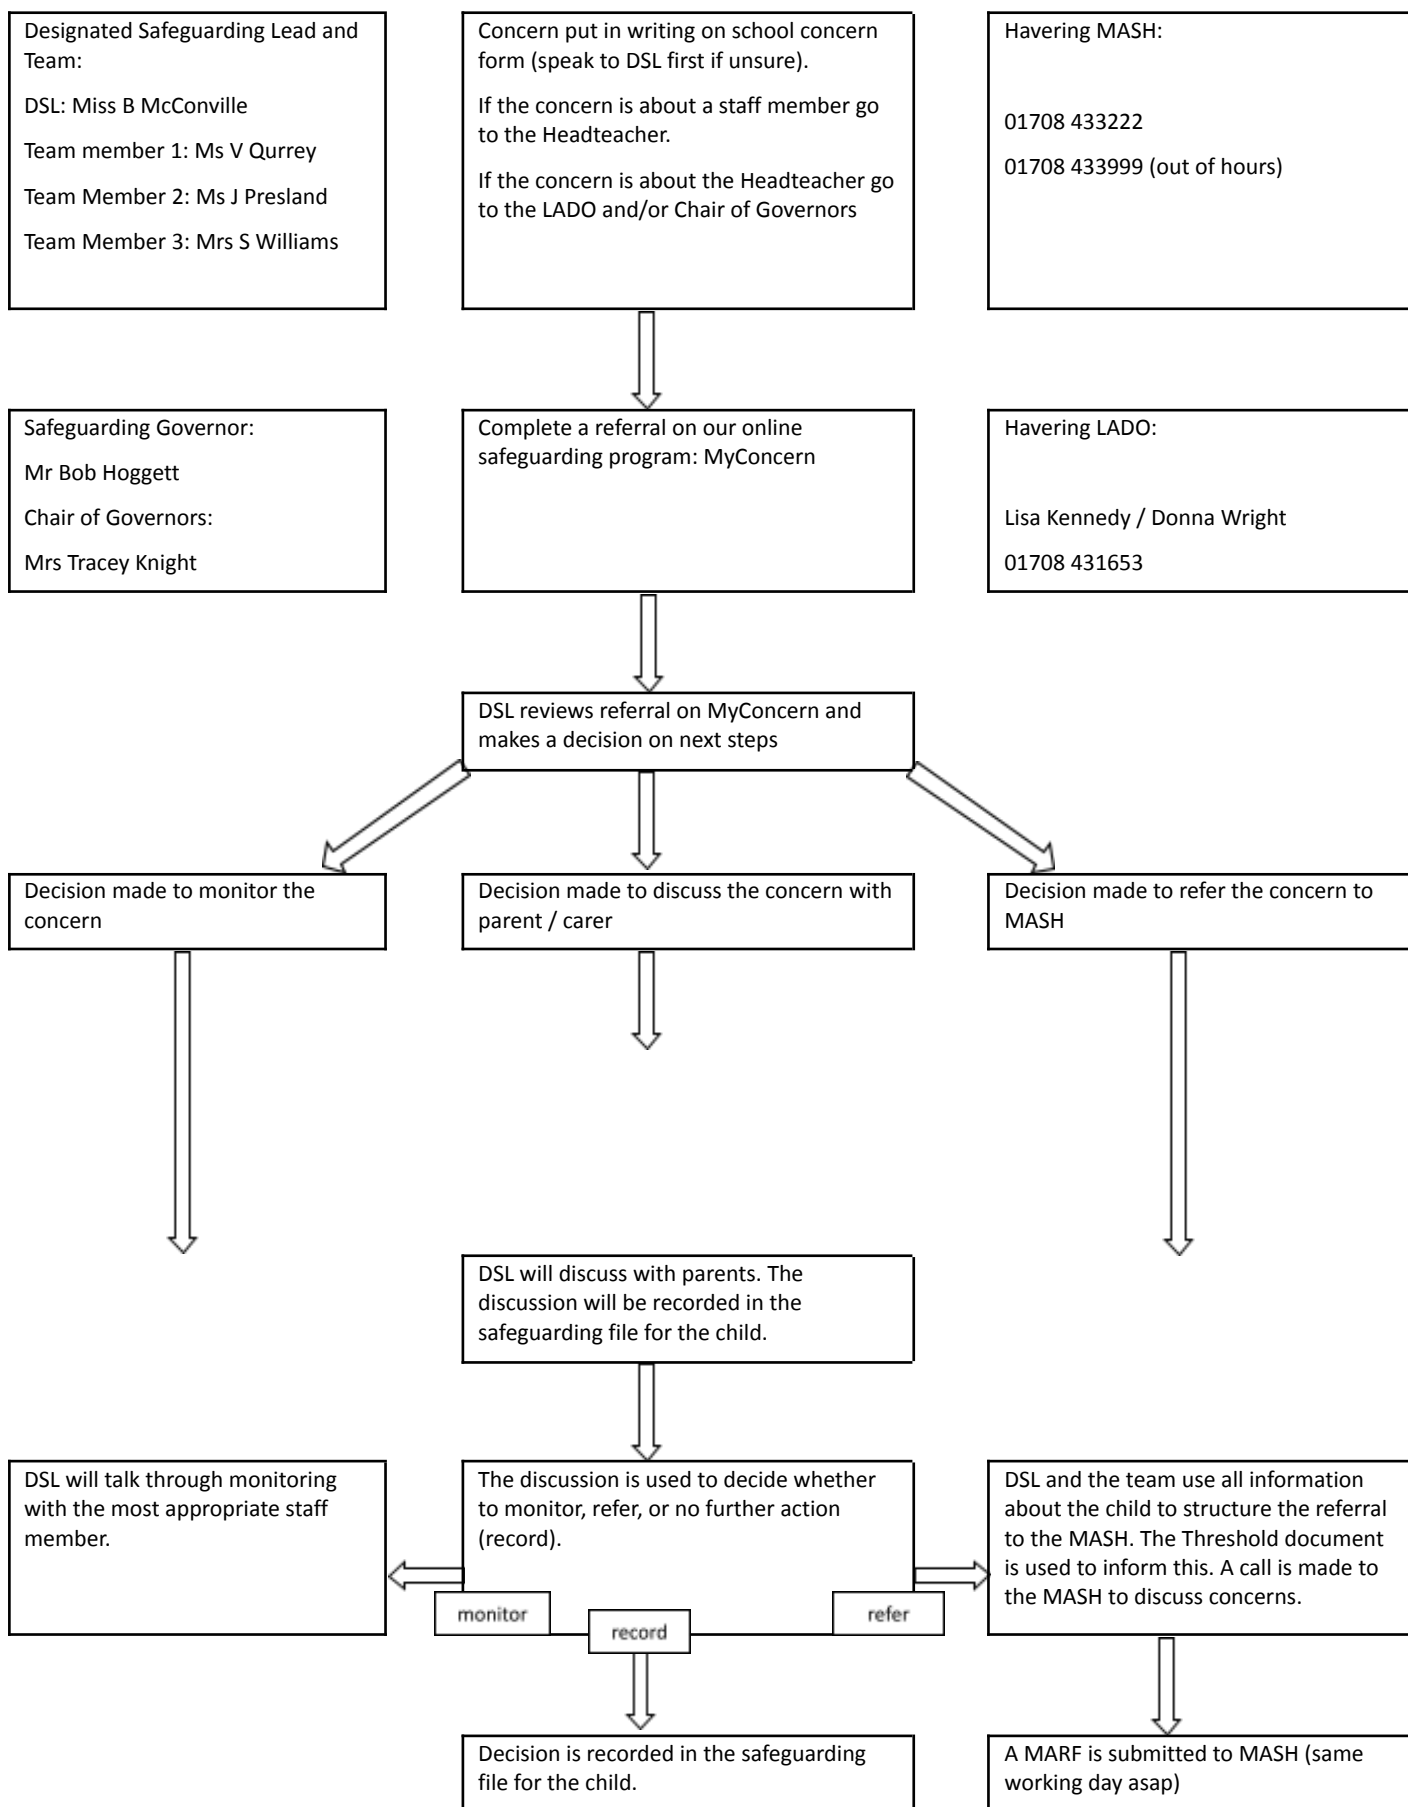 Designated Safeguarding Lead and
Team:
DSL: Miss B McConville
Team member 1: Ms V Qurrey
Team Member 2: Ms J Presland
Team Member 3: Mrs S Williams
Concern put in writing on school concern
form (speak to DSL first if unsure).
If the concern is about a staff member go
to the Headteacher.
If the concern is about the Headteacher go
to the LADO and/or Chair of Governors
Havering MASH:
01708 433222
01708 433999 (out of hours)
Safeguarding Governor:
Mr Bob Hoggett
Chair of Governors:
Mrs Tracey Knight
Complete a referral on our online
safeguarding program: MyConcern
Havering LADO:
Lisa Kennedy / Donna Wright
01708 431653
DSL reviews referral on MyConcern and
makes a decision on next steps
Decision made to monitor the
concern
Decision made to discuss the concern with
parent / carer
Decision made to refer the concern to
MASH
DSL will discuss with parents. The
discussion will be recorded in the
safeguarding file for the child.
DSL will talk through monitoring
with the most appropriate staff
member.
The discussion is used to decide whether
to monitor, refer, or no further action
(record).
monitor
record
refer
DSL and the team use all information
about the child to structure the referral
to the MASH. The Threshold document
is used to inform this. A call is made to
the MASH to discuss concerns.
Decision is recorded in the safeguarding
file for the child.
A MARF is submitted to MASH (same
working day asap)